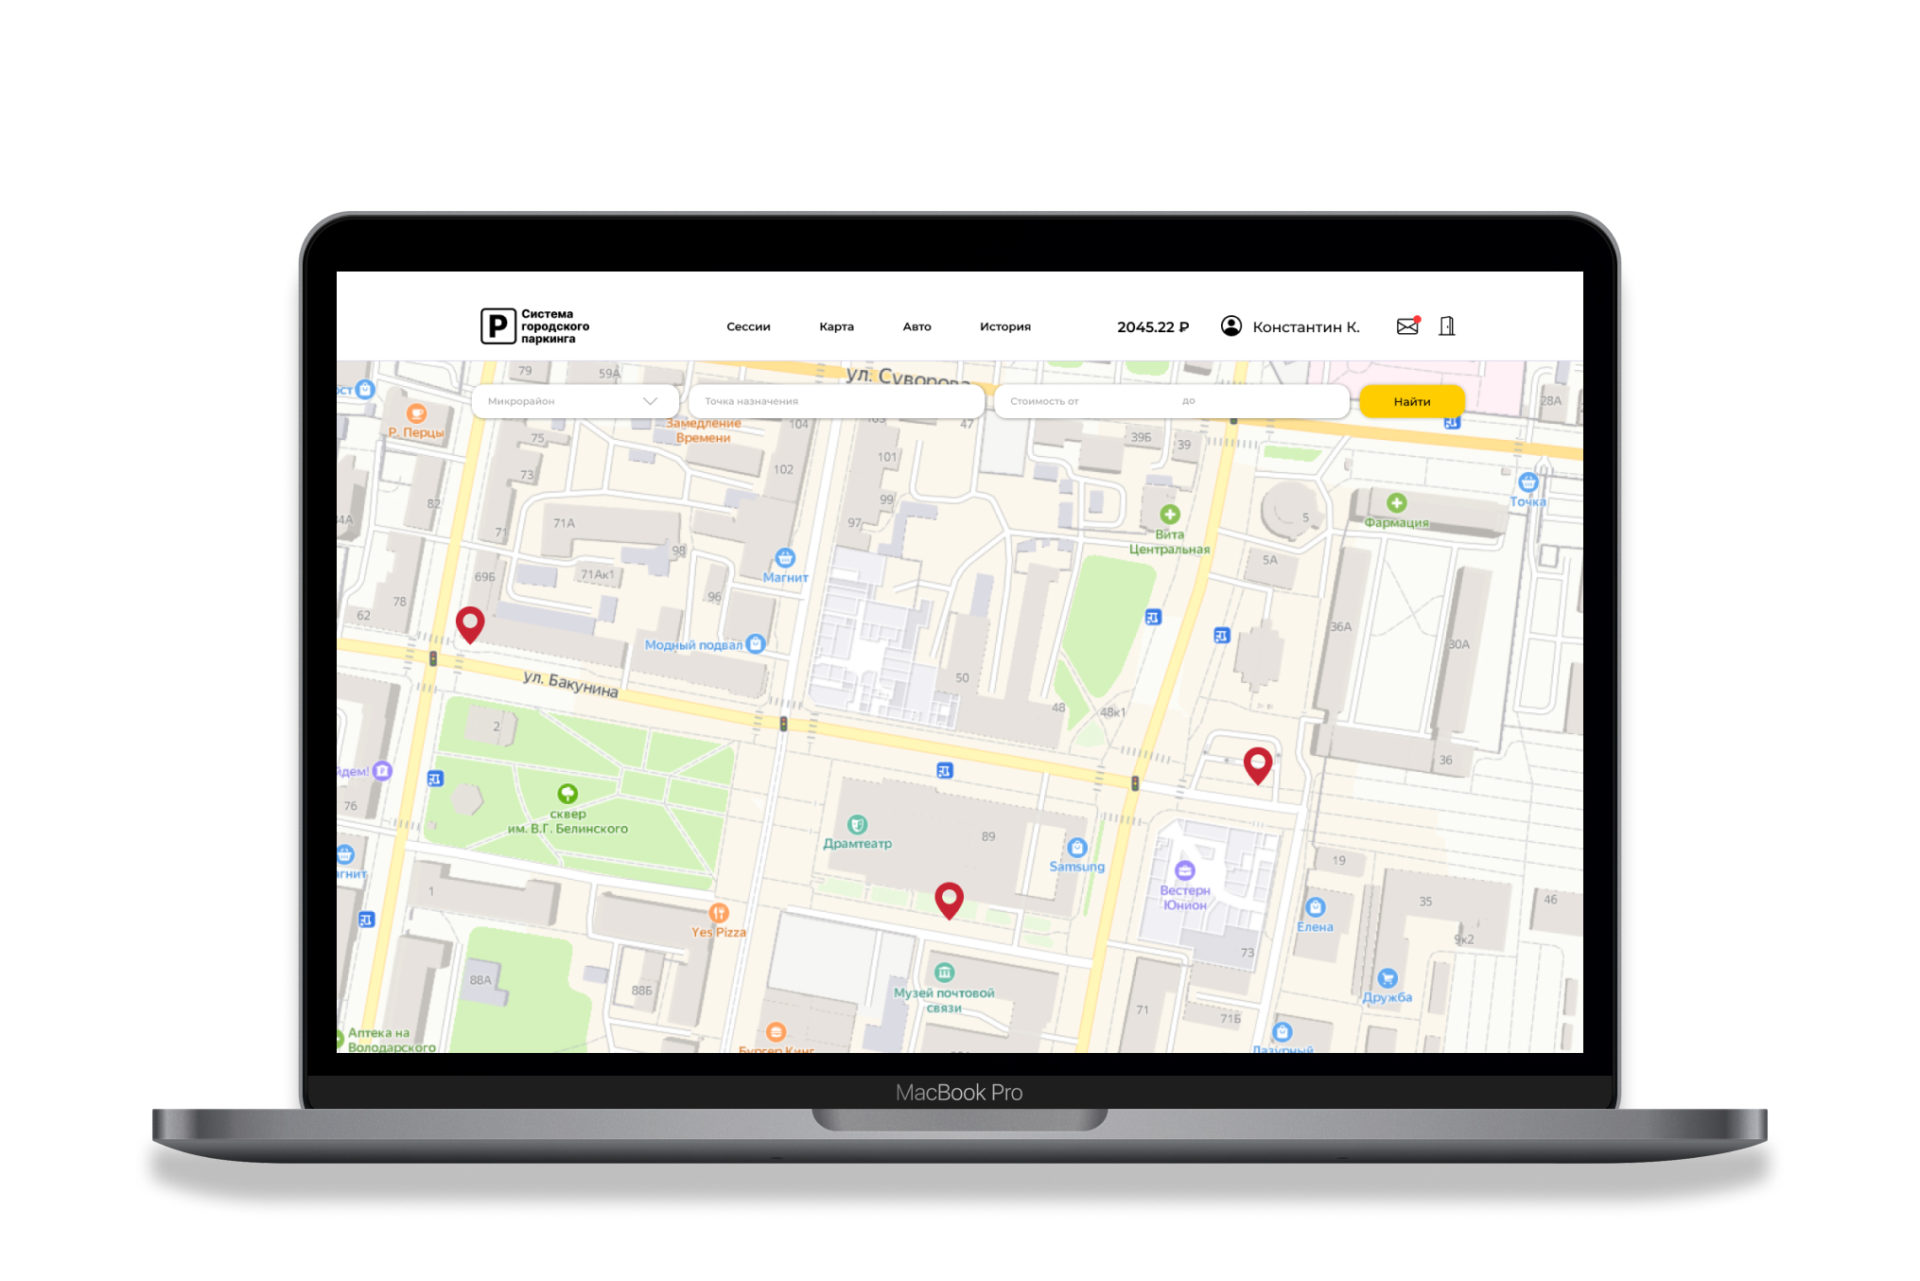 Система
городского
паркинга
P
Сессии
Карта
Авто
История
2045.22 ₽
Константин К.
Микрорайон
Точка назначения
Стоимость от
до
Найти
79
59А
ул. Суворова
28А
Р. Перцы
Замедление
Времени
104
47
75
39Б
39
102
101
73
99
82
Точка
71
71А
97
5
Фармация
Вита
Центральная
98
5А
69Б
71Ак1
Магнит
96
78
62
36А
30А
Модный подвал
50
ул. Бакунина
48
48к1
2
36
76
сквер
им. В.Г. Белинского
Драмтеатр
89
Samsung
19
Вестерн
Юнион
1
35
46
Yes Pizza
Елена
9к2
73
88А
88Б
Музей почтовой
связи
Дружба
71
71Б
Аптека на
Володарского
Бургер Кинг
Лазурный
MacBook Pro